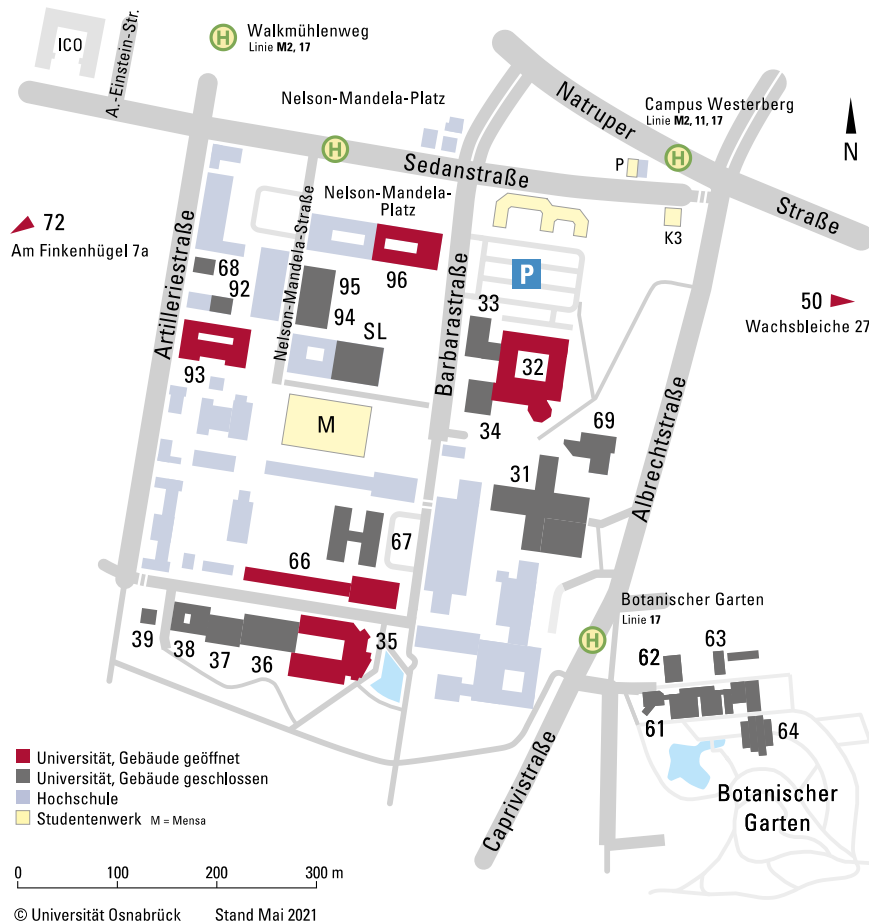 ICO
A.-Einstein-Str.
H
Walkmühlenweg
Linie M2, 17
Nelson-Mandela-Platz
Natruper
Straße
Campus Westerberg
Linie M2, 11, 17
H
N
H
Sedanstraße
P
K3
72
Am Finkenhügel 7a
Artilleriestraße
Nelson-Mandela-Straße
Nelson-Mandela-
Platz
Barbarastraße
P
50
Wachsbleiche 27
68
92
93
95
94
96
SL
33
32
34
M
69
31
Albrechtstraße
67
66
Botanischer Garten
Linie 17
H
39
38
37
36
35
62
63
61
64
Caprivistraße
Botanischer
Garten
Universität, Gebäude geöffnet
Universität, Gebäude geschlossen
Hochschule
Studentenwerk M = Mensa
0 100 200 300 m
© Universität Osnabrück Stand Mai 2021